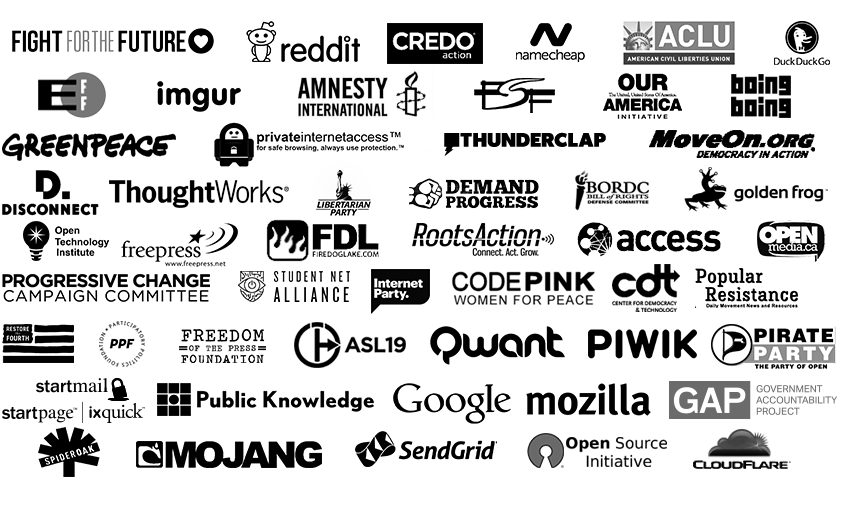 FIGHT FOR THE FUTURE
reddit
CREDO
action
namecheap
ACLU
AMERICAN CIVIL LIBERTIES UNION
DuckDuckGo
EFF
imgur
AMNESTY
INTERNATIONAL
FSF
OUR
The United States Of America.
AMERICA
INITIATIVE
boing
boing
GREENPEACE
privateinternetaccess™
for safe browsing, always use protection.™
THUNDERCLAP
MoveOn.ORG
DEMOCRACY IN ACTION
D.
DISCONNECT
ThoughtWorks®
LIBERTARIAN
PARTY
DEMAND
PROGRESS
BORDC
BILL of RIGHTS
DEFENSE COMMITTEE
golden frog™
Open
Technology
Institute
freepress
www.freepress.net
FDL
FIREDOGLAKE.COM
RootsAction
Connect. Act. Grow.
access
OPEN
media.ca
PROGRESSIVE CHANGE
CAMPAIGN COMMITTEE
STUDENT NET
ALLIANCE
Internet
Party.
CODEPINK
WOMEN FOR PEACE
cdt
CENTER FOR DEMOCRACY
& TECHNOLOGY
Popular
Resistance
Daily Movement News and Resources
RESTORE
THE
FOURTH
PPF
PARTICIPATORY POLITICS FOUNDATION
FREEDOM
OF THE PRESS
FOUNDATION
ASL19
Qwant
PIWIK
PIRATE
PARTY
THE PARTY OF OPEN
startmail
startpage™ | ixquick™
Public Knowledge
Google
mozilla
GAP
GOVERNMENT
ACCOUNTABILITY
PROJECT
SPIDEROAK
MOJANG
SendGrid
Open Source
Initiative
CLOUDFLARE